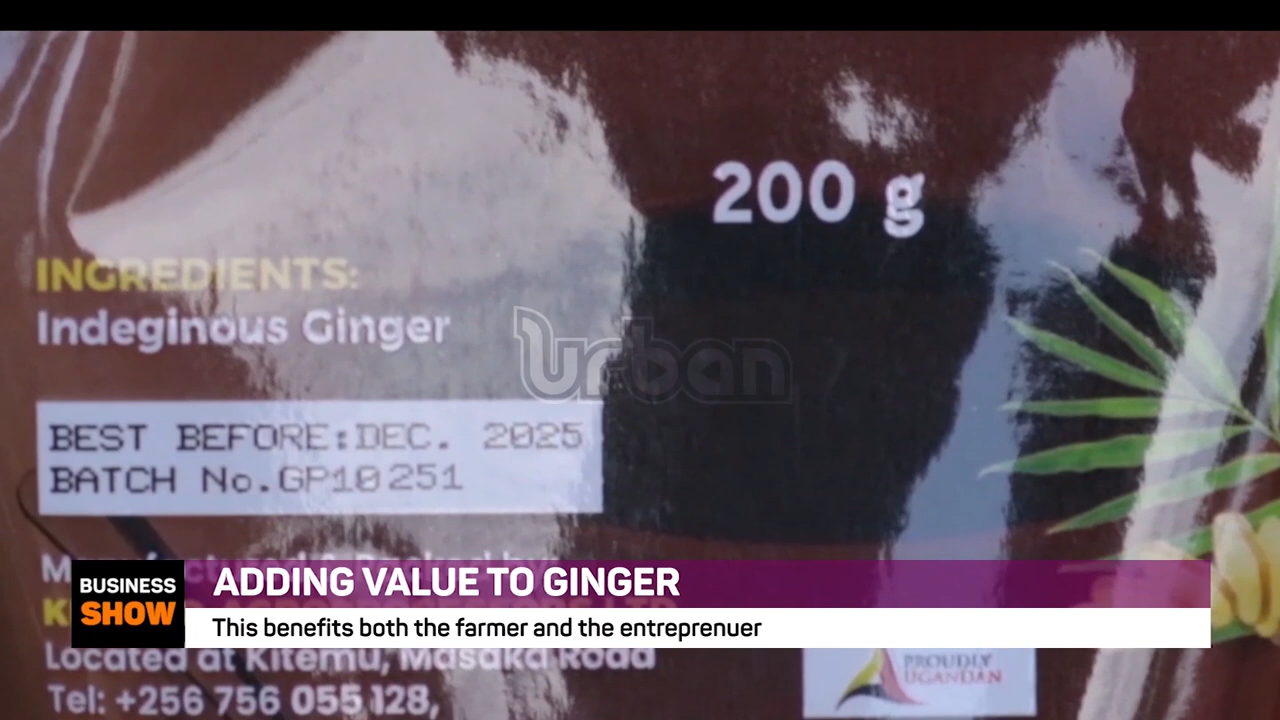 200 g
INGREDIENTS:
Indeginous Ginger
urban
BEST BEFORE:DEC. 2025
BATCH No.GP10251
BUSINESS
SHOW
ADDING VALUE TO GINGER
This benefits both the farmer and the entreprenuer
Located at Kitemu, Masaka Road
PROUDLY
UGANDAN
Tel: +256 756 055 128,